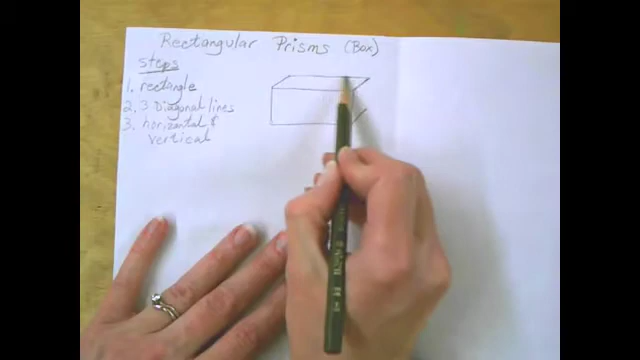 Rectangular Prisms (Box)
steps
1. rectangle
2. 3 Diagonal lines
3. horizontal &
vertical